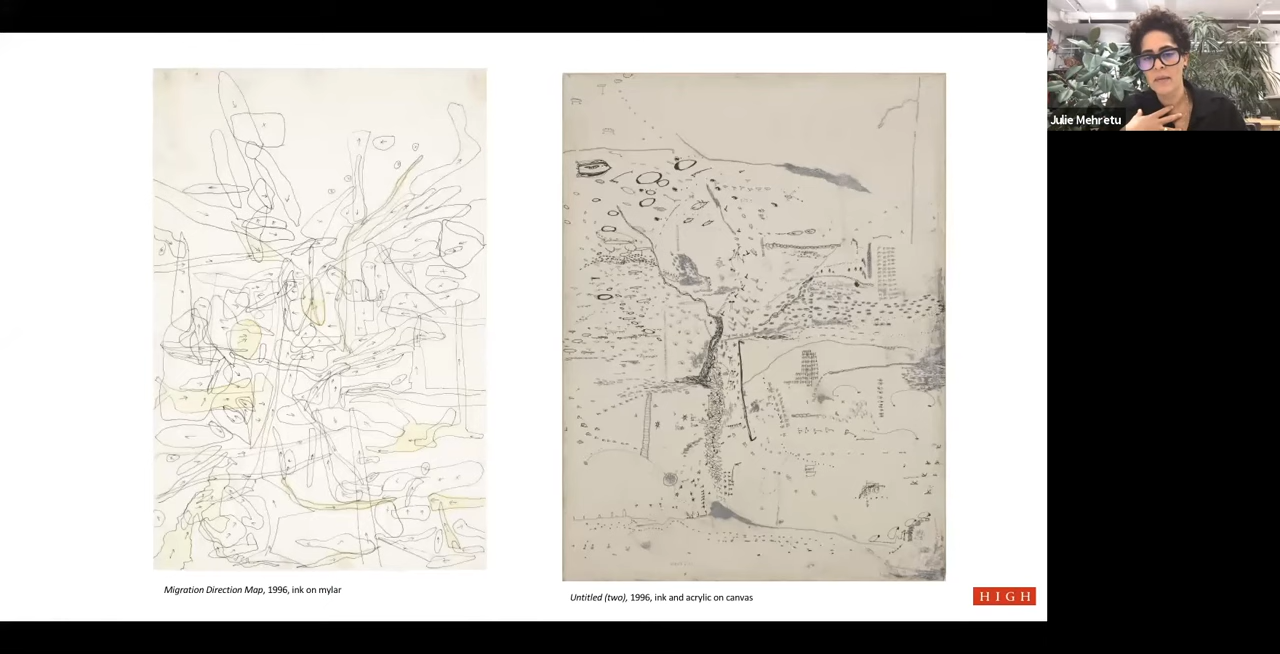 Julie Mehretu
Migration Direction Map, 1996, ink on mylar
Untitled (two), 1996, ink and acrylic on canvas
HIGH